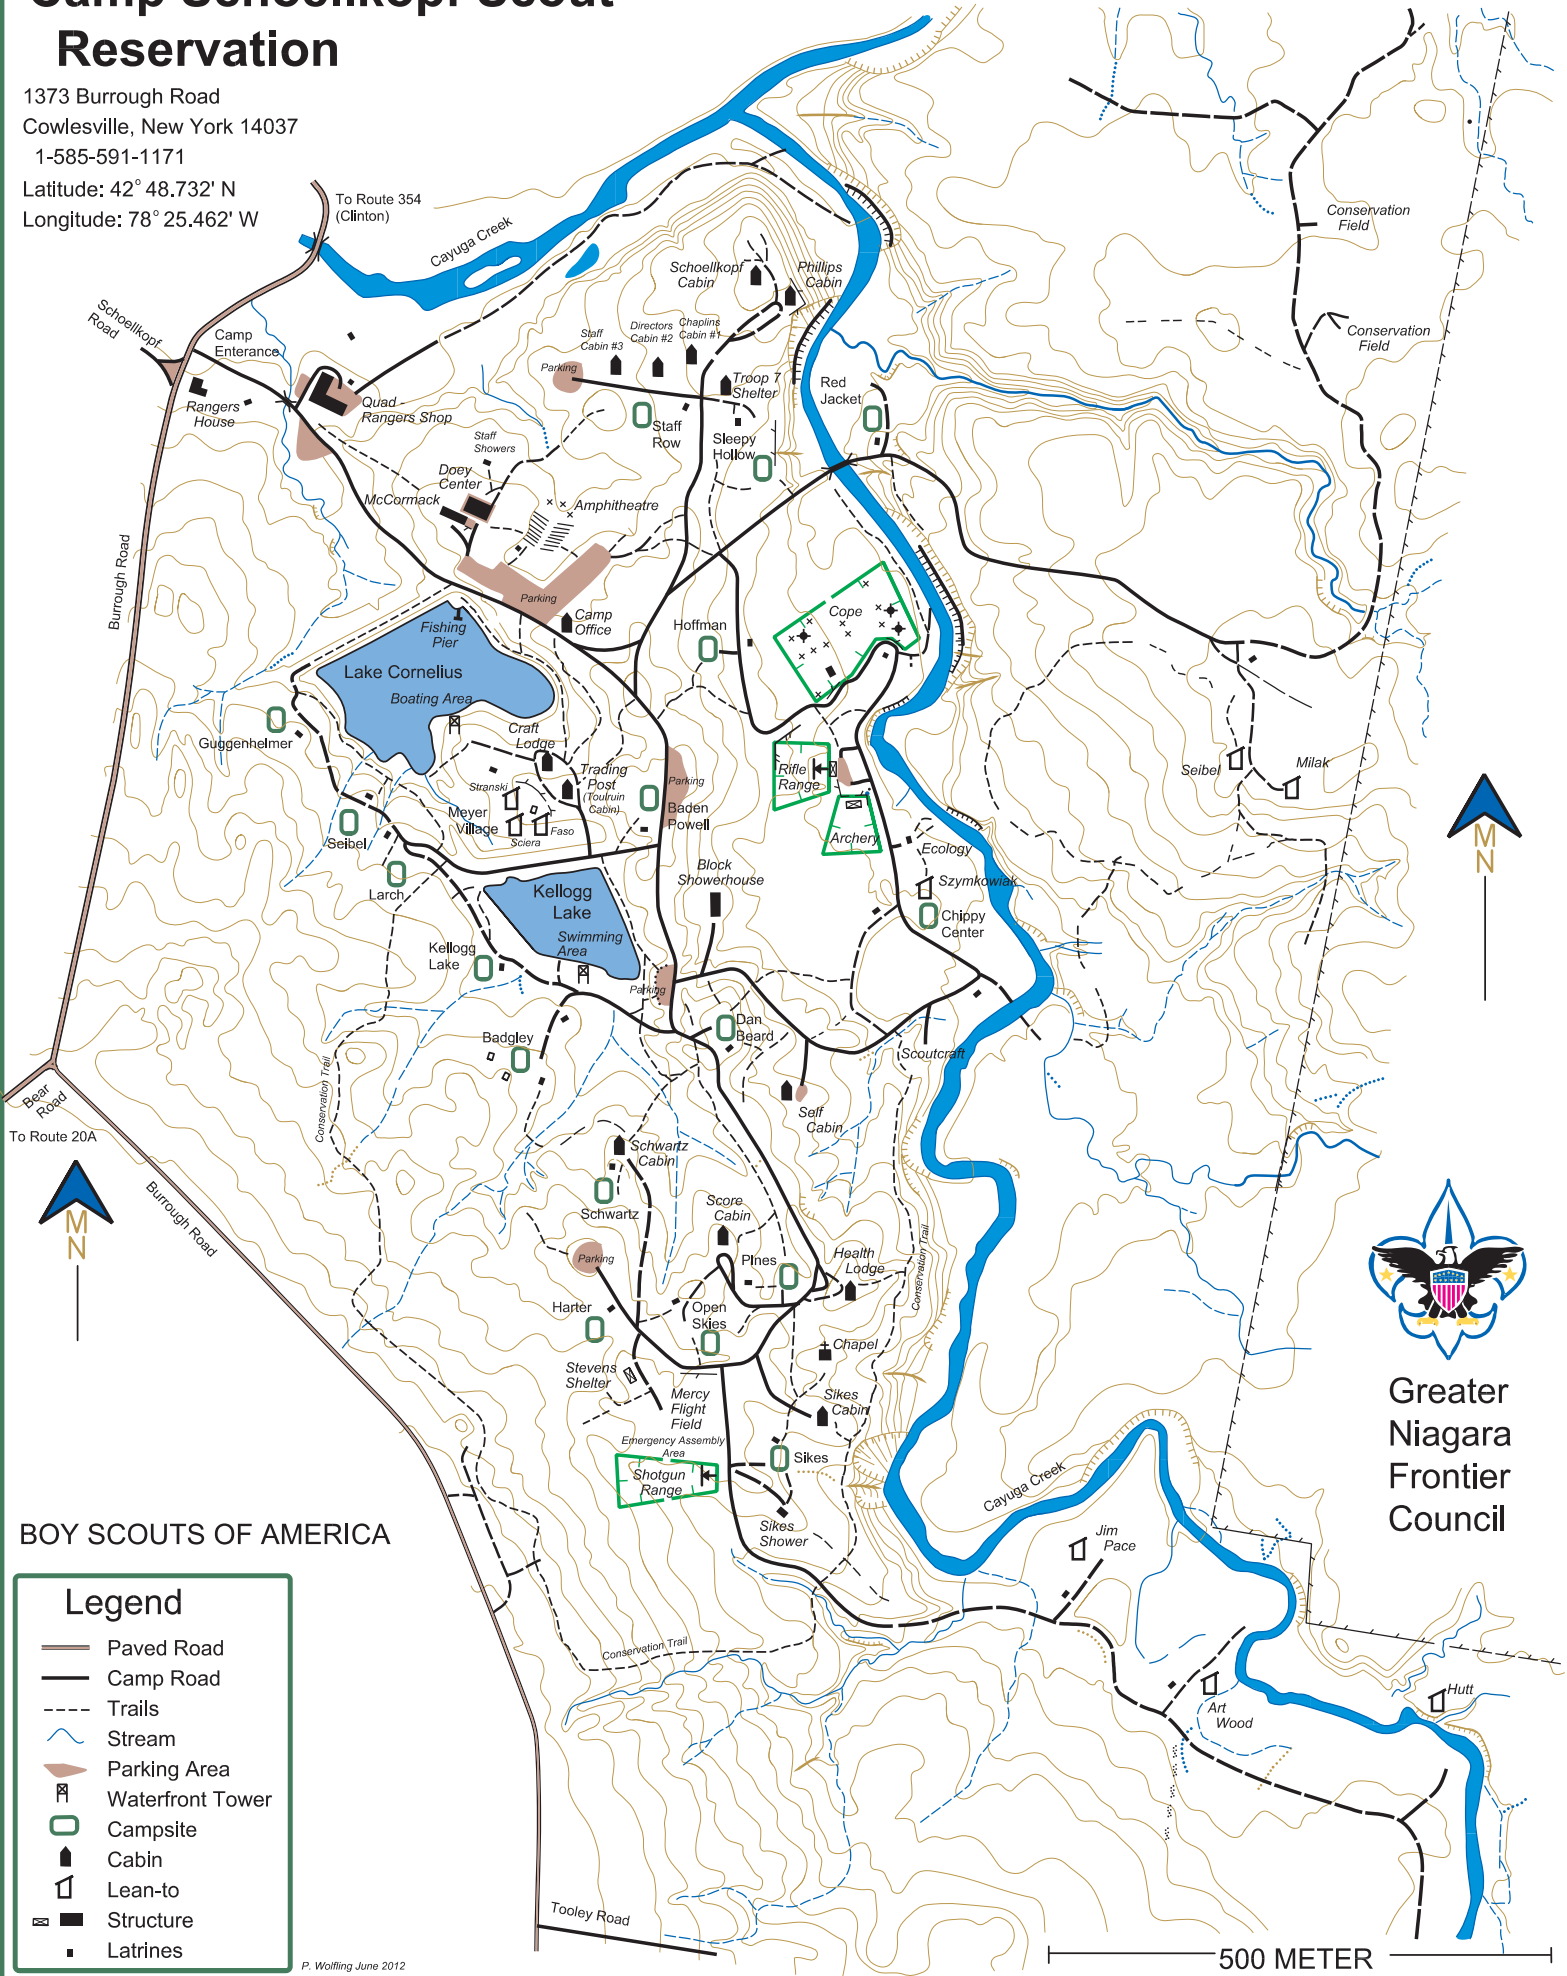 Camp Schoellkopf Scout
Reservation
1373 Burrough Road
Cowlesville, New York 14037
1-585-591-1171
Latitude: 42° 48.732' N
Longitude: 78° 25.462' W
To Route 354
(Clinton)
Cayuga Creek
Schoellkopf
Road
Camp
Entrance
Rangers
House
Quad -
Rangers Shop
Schoellkopf
Cabin
Phillips
Cabin
Staff
Cabin #3
Directors
Cabin #2
Chaplins
Cabin #1
Parking
Troop 7
Shelter
Staff
Row
Sleepy
Hollow
Red
Jacket
Conservation
Field
Conservation
Field
Staff
Showers
Doey
Center
McCormack
Amphitheatre
Burrough Road
Parking
Camp
Office
Fishing
Pier
Lake Cornelius
Boating Area
Hoffman
Cope
Guggenheimer
Craft
Lodge
Trading
Post
(Toulruin
Cabin)
Stranski
Meyer
Village
Faso
Sciera
Parking
Baden
Powell
Rifle
Range
Archery
Ecology
Seibel
Milak
Seibel
Larch
Block
Showerhouse
Szymkowiak
Chippy
Center
Kellogg
Lake
Swimming
Area
Kellogg
Lake
Parking
Badgley
Dan
Beard
Scoutcraft
Self
Cabin
M
N
Bear
Road
To Route 20A
Conservation Trail
M
N
Burrough Road
Schwartz
Cabin
Schwartz
Score
Cabin
Parking
Pines
Health
Lodge
Conservation Trail
Harter
Open
Skies
Chapel
Stevens
Shelter
Mercy
Flight
Field
Sikes
Cabin
Emergency Assembly
Area
Shotgun
Range
Sikes
Sikes
Shower
Cayuga Creek
Greater
Niagara
Frontier
Council
Jim
Pace
Conservation Trail
Art
Wood
Hutt
BOY SCOUTS OF AMERICA
Legend
Paved Road
Camp Road
Trails
Stream
Parking Area
Waterfront Tower
Campsite
Cabin
Lean-to
Structure
Latrines
P. Wolfling June 2012
Tooley Road
500 METER